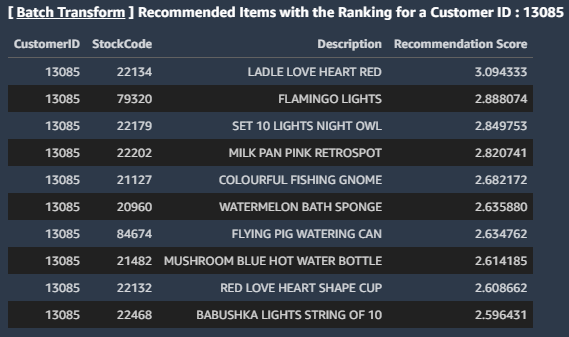 [ Batch Transform ] Recommended Items with the Ranking for a Customer ID : 13085
CustomerID StockCode Description Recommendation Score
13085 22134 LADLE LOVE HEART RED 3.094333
13085 79320 FLAMINGO LIGHTS 2.888074
13085 22179 SET 10 LIGHTS NIGHT OWL 2.849753
13085 22202 MILK PAN PINK RETROSPOT 2.820741
13085 21127 COLOURFUL FISHING GNOME 2.682172
13085 20960 WATERMELON BATH SPONGE 2.635880
13085 84674 FLYING PIG WATERING CAN 2.634762
13085 21482 MUSHROOM BLUE HOT WATER BOTTLE 2.614185
13085 22132 RED LOVE HEART SHAPE CUP 2.608662
13085 22468 BABUSHKA LIGHTS STRING OF 10 2.596431